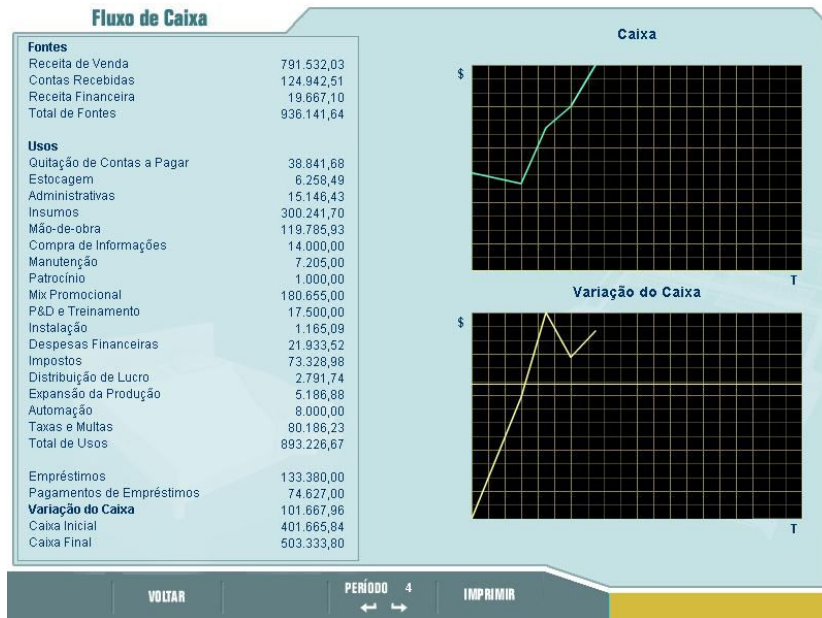 Fluxo de Caixa
Fontes
Receita de Venda 791.532,03
Contas Recebidas 124.942,51
Receita Financeira 19.667,10
Total de Fontes 936.141,64
Usos
Quitação de Contas a Pagar 38.841,68
Estocagem 6.258,49
Administrativas 15.146,43
Insumos 300.241,70
Mão-de-obra 119.785,93
Compra de Informações 14.000,00
Manutenção 7.205,00
Patrocínio 1.000,00
Mix Promocional 180.655,00
P&D e Treinamento 17.500,00
Instalação 1.165,09
Despesas Financeiras 21.933,52
Impostos 73.328,98
Distribuição de Lucro 2.791,74
Expansão da Produção 5.186,88
Automação 8.000,00
Taxas e Multas 80.186,23
Total de Usos 893.226,67
Empréstimos 133.380,00
Pagamentos de Empréstimos 74.627,00
Variação do Caixa 101.667,96
Caixa Inicial 401.665,84
Caixa Final 503.333,80
Caixa
$
T
Variação do Caixa
$
T
VOLTAR
PERÍODO 4
IMPRIMIR